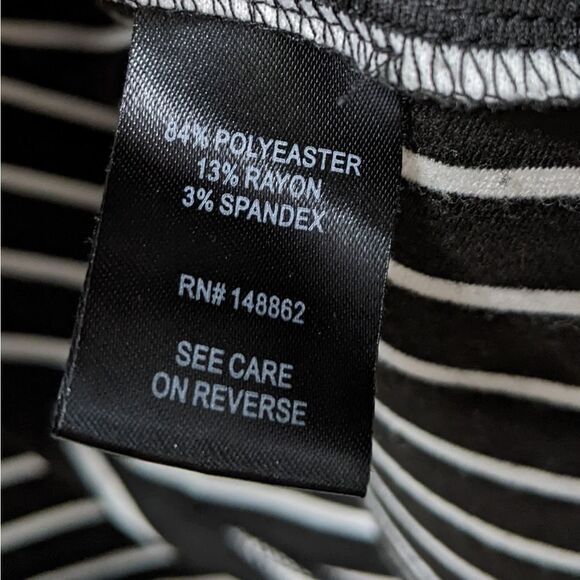 84% POLYEASTER
13% RAYON
3% SPANDEX
RN# 148862
SEE CARE
ON REVERSE